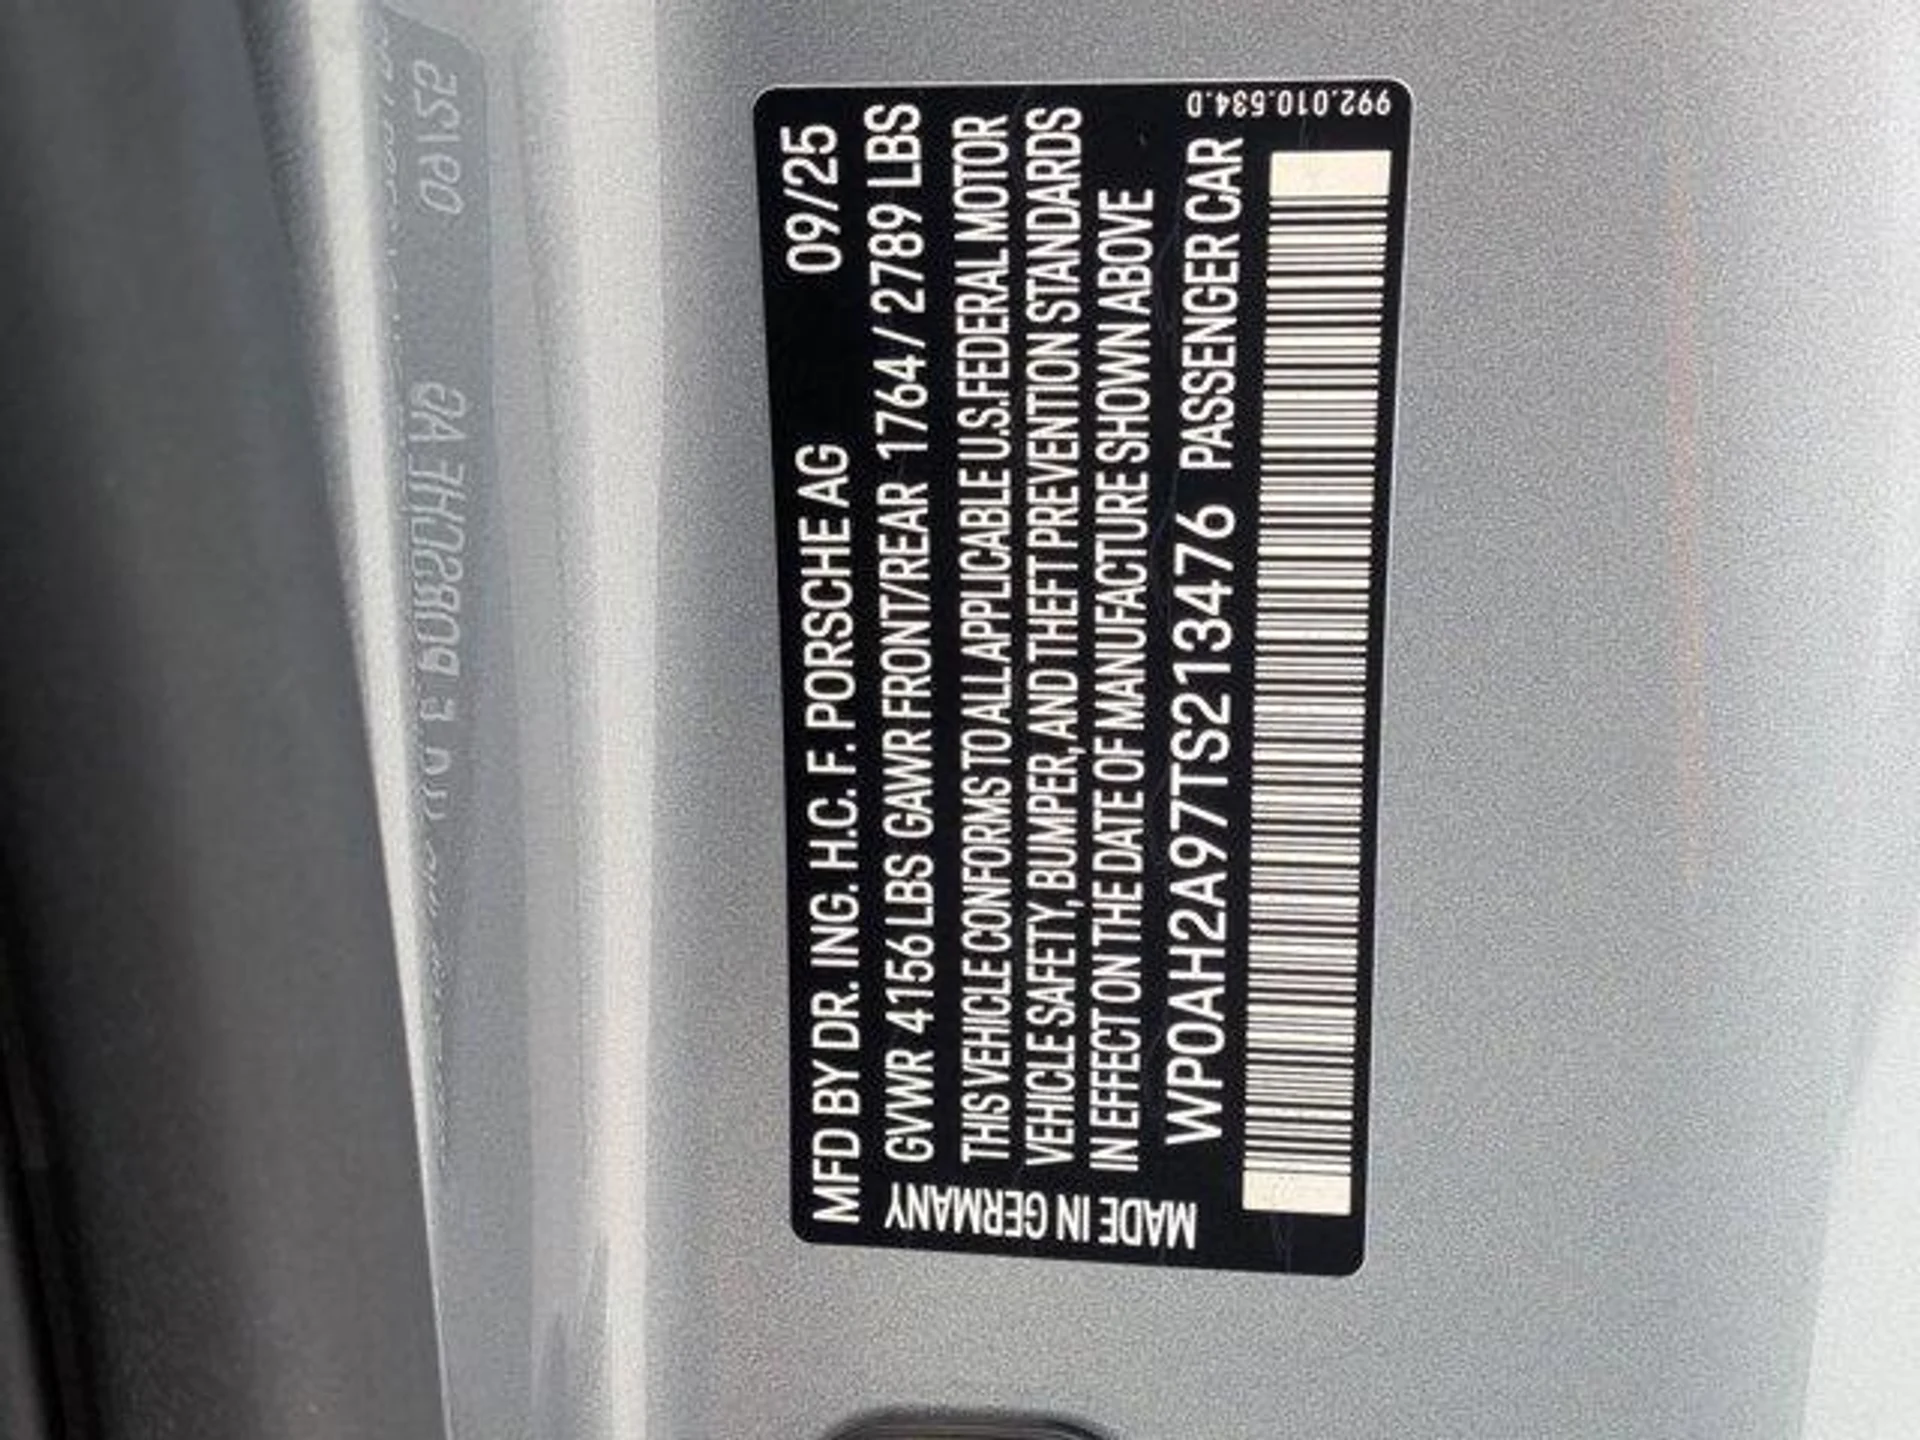 MFD BY DR. ING. H.C. F. PORSCHE AG 09/25
GVWR 4156 LBS GAWR FRONT/REAR 1764 / 2789 LBS
THIS VEHICLE CONFORMS TO ALL APPLICABLE U.S. FEDERAL MOTOR
VEHICLE SAFETY, BUMPER, AND THEFT PREVENTION STANDARDS
IN EFFECT ON THE DATE OF MANUFACTURE SHOWN ABOVE
WP0AH2A97TS213476 PASSENGER CAR
MADE IN GERMANY
992.010.534.D